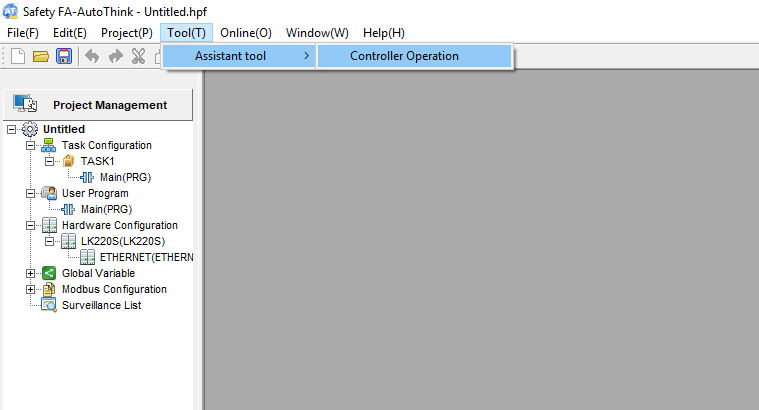 AT Safety FA-AutoThink - Untitled.hpf
File(F) Edit(E) Project(P) Tool(T) Online(O) Window(W) Help(H)
Assistant tool Controller Operation
Project Management
Untitled
Task Configuration
TASK1
Main(PRG)
User Program
Main(PRG)
Hardware Configuration
LK220S(LK220S)
ETHERNET(ETHERN
Global Variable
Modbus Configuration
Surveillance List